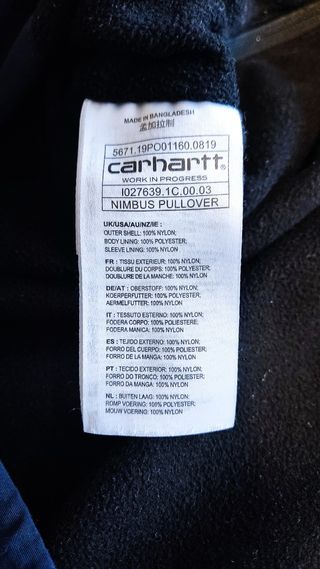 MADE IN BANGLADESH
孟加拉制
5671.19PO01160.0819
carhartt
WORK IN PROGRESS
I027639.1C.00.03
NIMBUS PULLOVER
UK/USA/AU/NZ/IE :
OUTER SHELL: 100% NYLON;
BODY LINING: 100% POLYESTER;
SLEEVE LINING: 100% NYLON
FR : TISSU EXTERIEUR: 100% NYLON;
DOUBLURE DU CORPS: 100% POLYESTER;
DOUBLURE DE LA MANCHE: 100% NYLON
DE/AT : OBERSTOFF: 100% NYLON;
KOERPERFUTTER: 100% POLYESTER;
AERMELFUTTER: 100% NYLON
IT : TESSUTO ESTERNO: 100% NYLON;
FODERA CORPO: 100% POLIESTERE;
FODERA MANICA: 100% NYLON
ES : TEJIDO EXTERNO: 100% NYLON;
FORRO DEL CUERPO: 100% POLIESTER;
FORRO DE LA MANGA: 100% NYLON
PT : TECIDO EXTERIOR: 100% NYLON;
FORRO DO TRONCO: 100% POLIESTER;
FORRO DA MANGA: 100% NYLON
NL : BUITEN LAAG: 100% NYLON;
ROMP VOERING: 100% POLYESTER;
MOUW VOERING: 100% NYLON